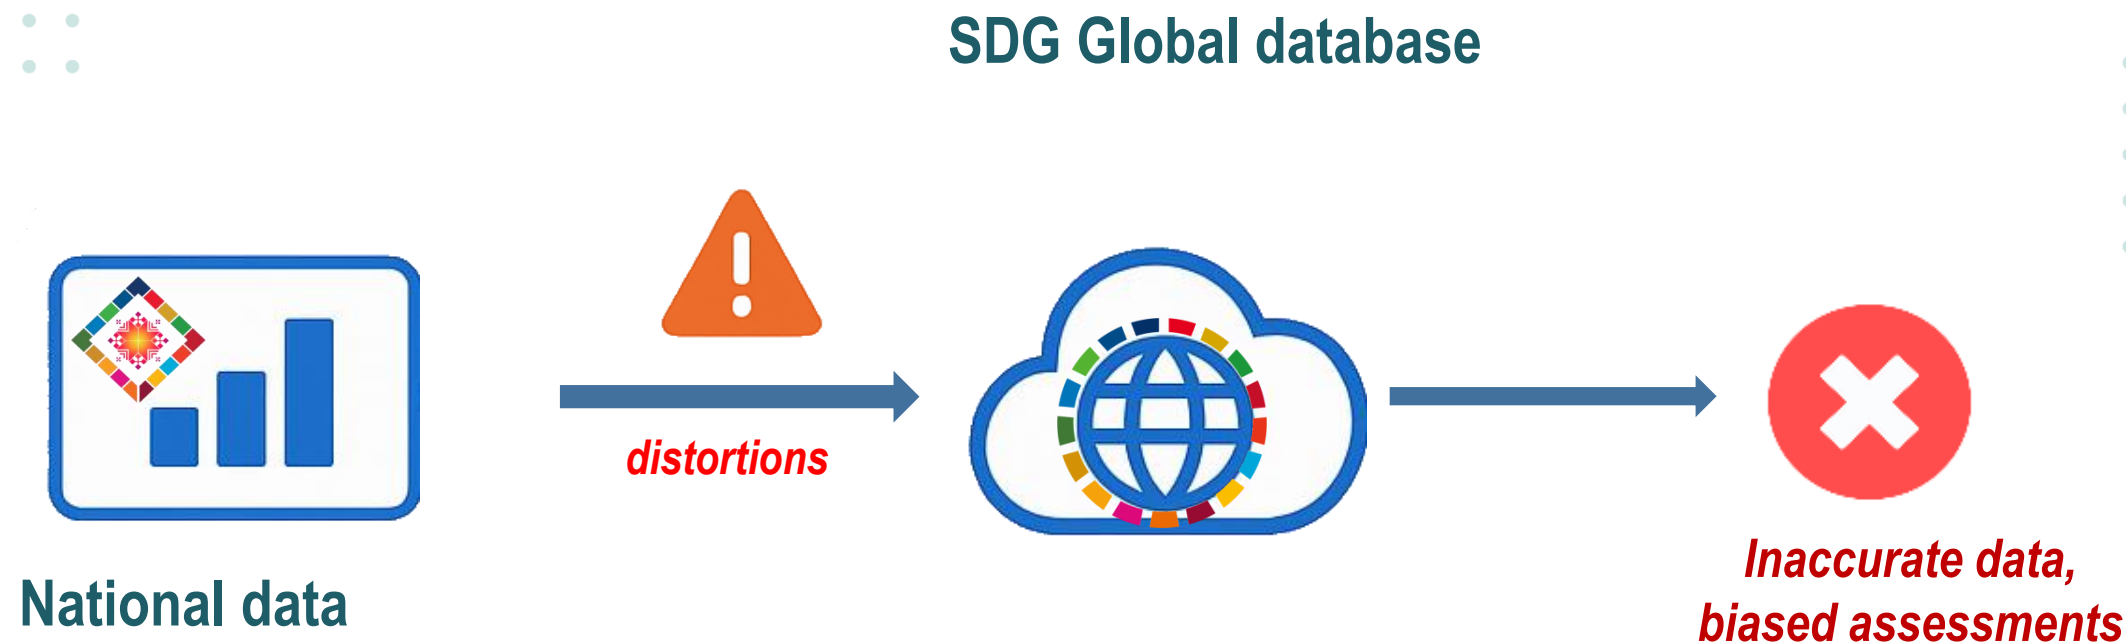 SDG Global database
distortions
National data
Inaccurate data,
biased assessments